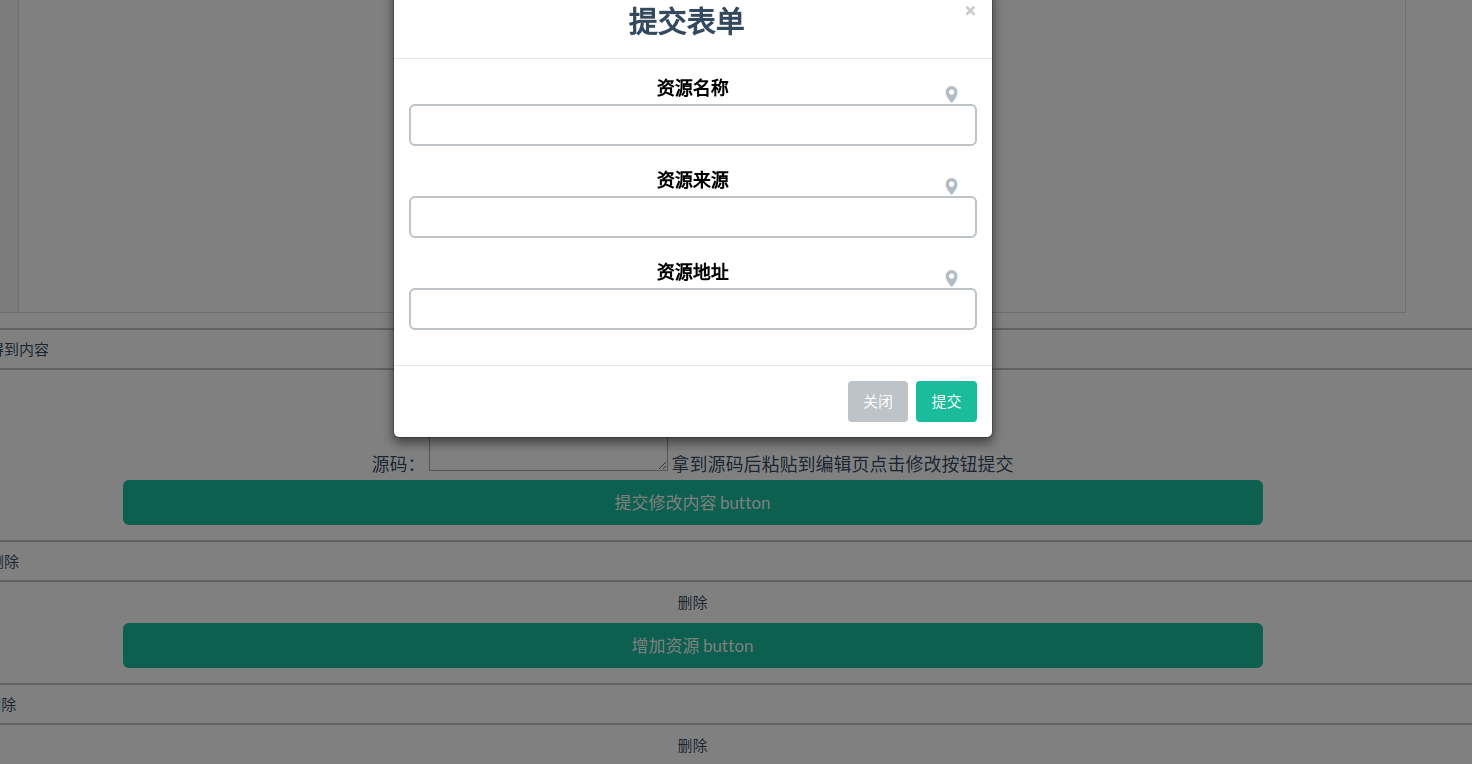 提交表单
×
资源名称
资源来源
资源地址
关闭 提交
得到内容
源码： 拿到源码后粘贴到编辑页点击修改按钮提交
提交修改内容 button
删除
删除
增加资源 button
除
删除